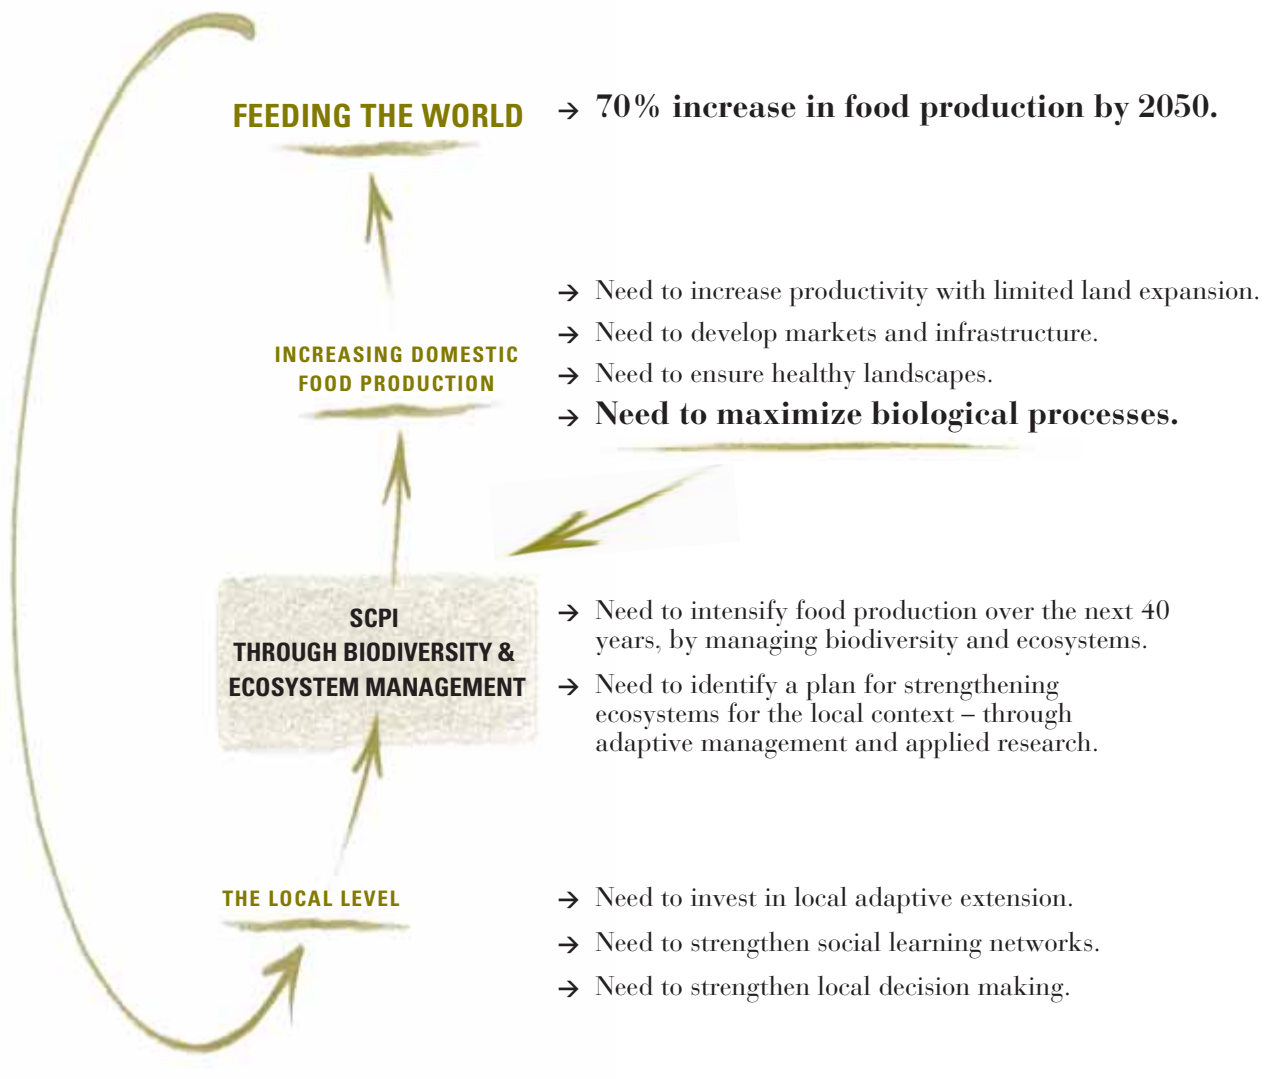 FEEDING THE WORLD
→ 70% increase in food production by 2050.
INCREASING DOMESTIC
FOOD PRODUCTION
→ Need to increase productivity with limited land expansion.
→ Need to develop markets and infrastructure.
→ Need to ensure healthy landscapes.
→ Need to maximize biological processes.
SCPI
THROUGH BIODIVERSITY &
ECOSYSTEM MANAGEMENT
→ Need to intensify food production over the next 40
years, by managing biodiversity and ecosystems.
→ Need to identify a plan for strengthening
ecosystems for the local context – through
adaptive management and applied research.
THE LOCAL LEVEL
→ Need to invest in local adaptive extension.
→ Need to strengthen social learning networks.
→ Need to strengthen local decision making.